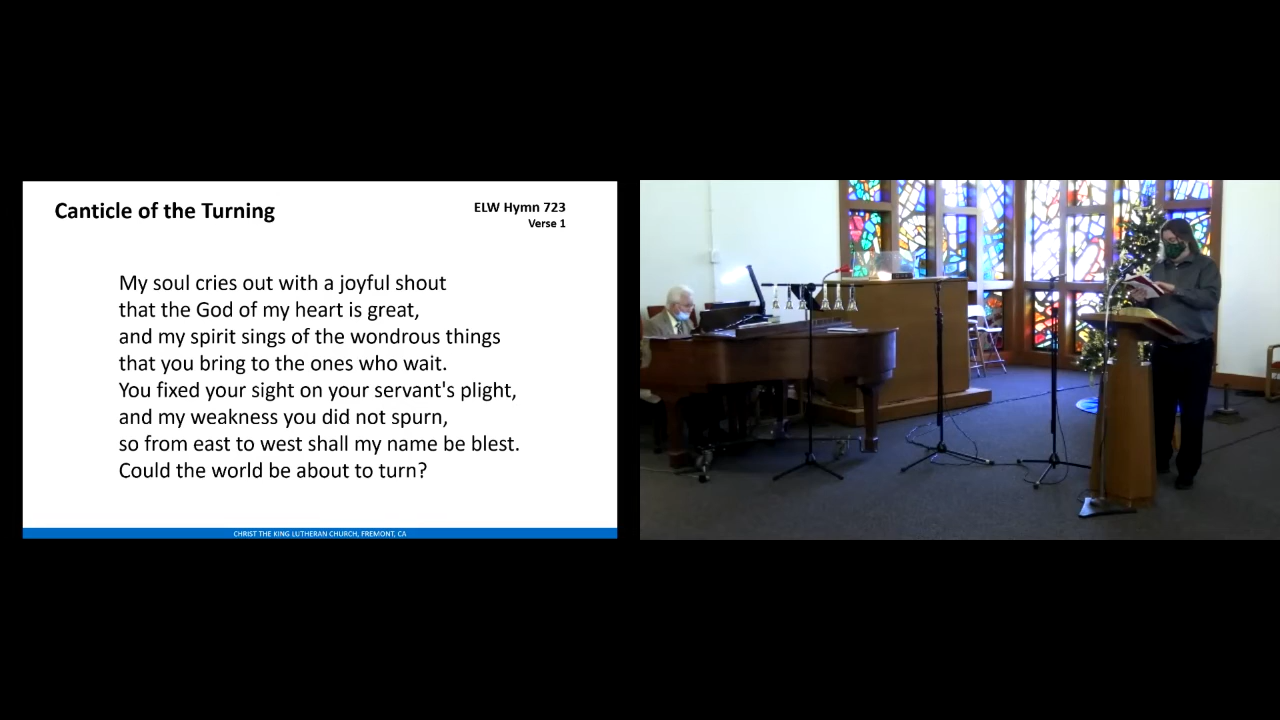 Canticle of the Turning
ELW Hymn 723
Verse 1
My soul cries out with a joyful shout
that the God of my heart is great,
and my spirit sings of the wondrous things
that you bring to the ones who wait.
You fixed your sight on your servant's plight,
and my weakness you did not spurn,
so from east to west shall my name be blest.
Could the world be about to turn?
CHRIST THE KING LUTHERAN CHURCH, FREMONT, CA